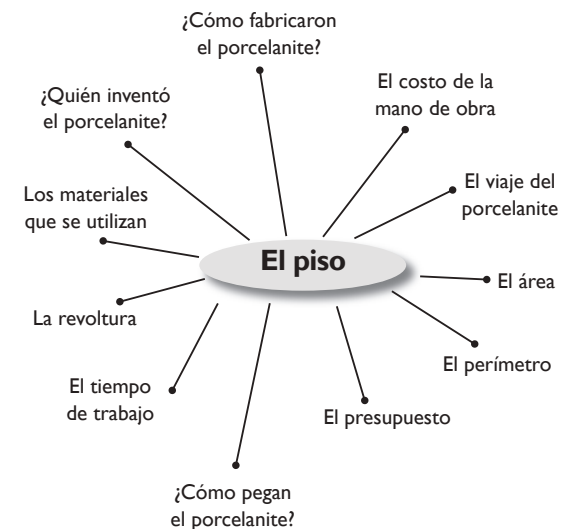 ¿Cómo fabricaron
el porcelanite?
El costo de la
mano de obra
¿Quién inventó
el porcelanite?
El viaje del
porcelanite
Los materiales
que se utilizan
El piso
El área
La revoltura
El perímetro
El tiempo
de trabajo
El presupuesto
¿Cómo pegan
el porcelanite?